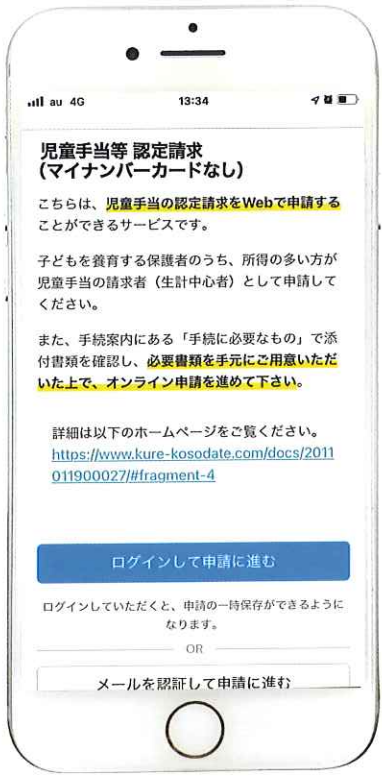 au 4G 13:34
児童手当等 認定請求
（マイナンバーカードなし）
こちらは、児童手当の認定請求をWebで申請する
ことができるサービスです。
子どもを養育する保護者のうち、所得の多い方が
児童手当の請求者（生計中心者）として申請して
ください。
また、手続案内にある「手続に必要なもの」で添
付書類を確認し、必要書類を手元にご用意いただ
いた上で、オンライン申請を進めて下さい。
詳細は以下のホームページをご覧ください。
https://www.kure-kosodate.com/docs/2011
011900027/#fragment-4
ログインして申請に進む
ログインしていただくと、申請の一時保存ができるように
なります。
OR
メールを認証して申請に進む